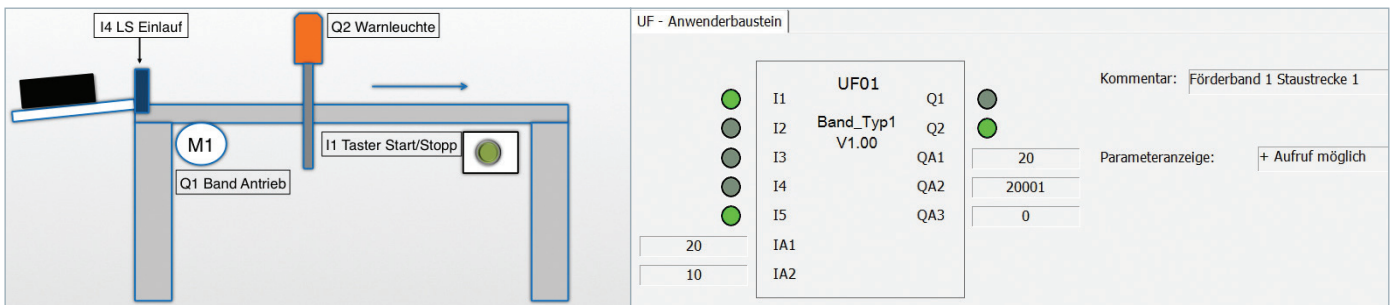 I4 LS Einlauf
Q2 Warnleuchte
M1
I1 Taster Start/Stopp
Q1 Band Antrieb
UF - Anwenderbaustein
UF01
Band_Typ1
V1.00
I1
I2
I3
I4
I5
IA1
IA2
Q1
Q2
QA1
QA2
QA3
20
10
20
20001
0
Kommentar: Förderband 1 Staustrecke 1
Parameteranzeige: + Aufruf möglich